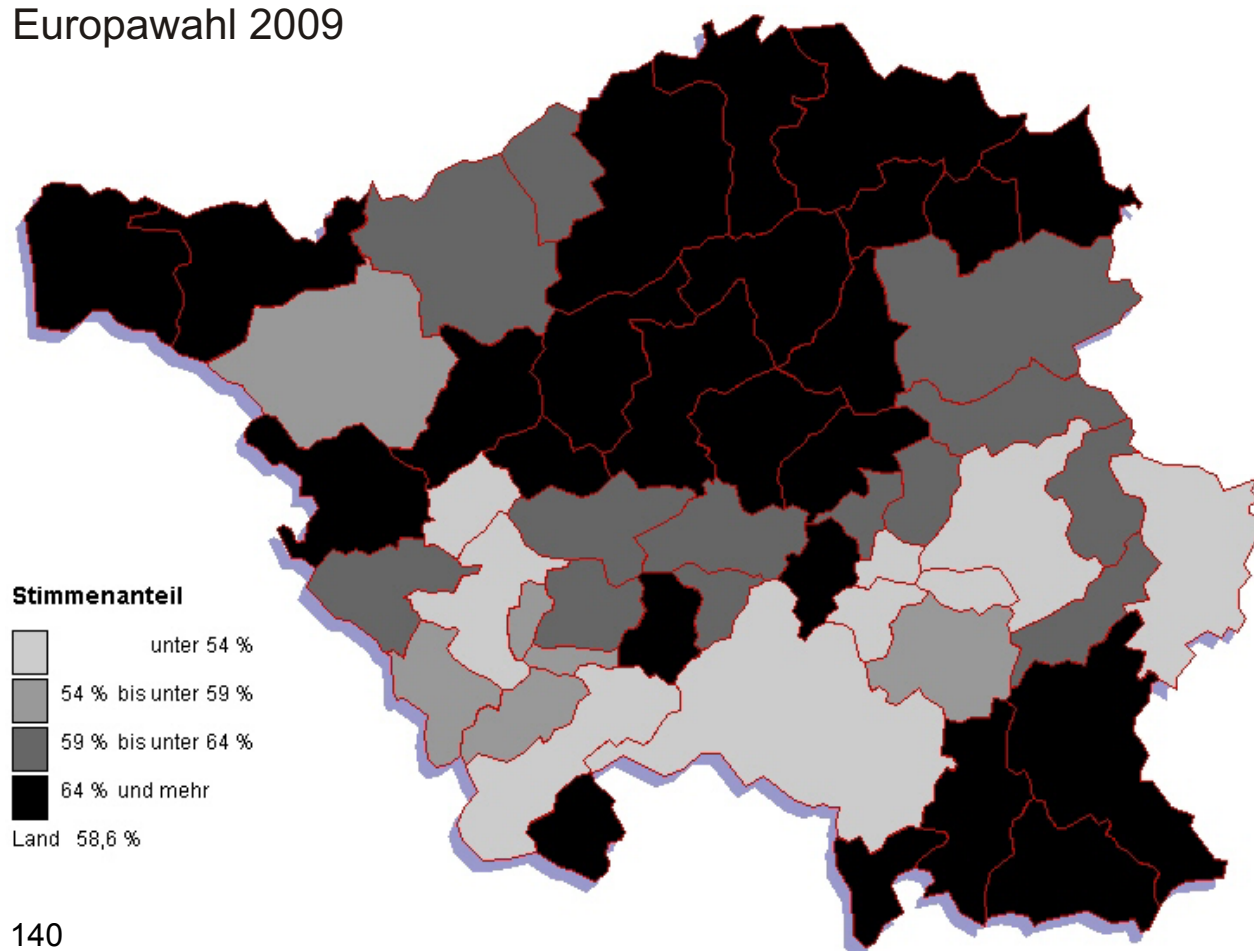 Europawahl 2009
Stimmenanteil
unter 54 %
54 % bis unter 59 %
59 % bis unter 64 %
64 % und mehr
Land 58,6 %
140